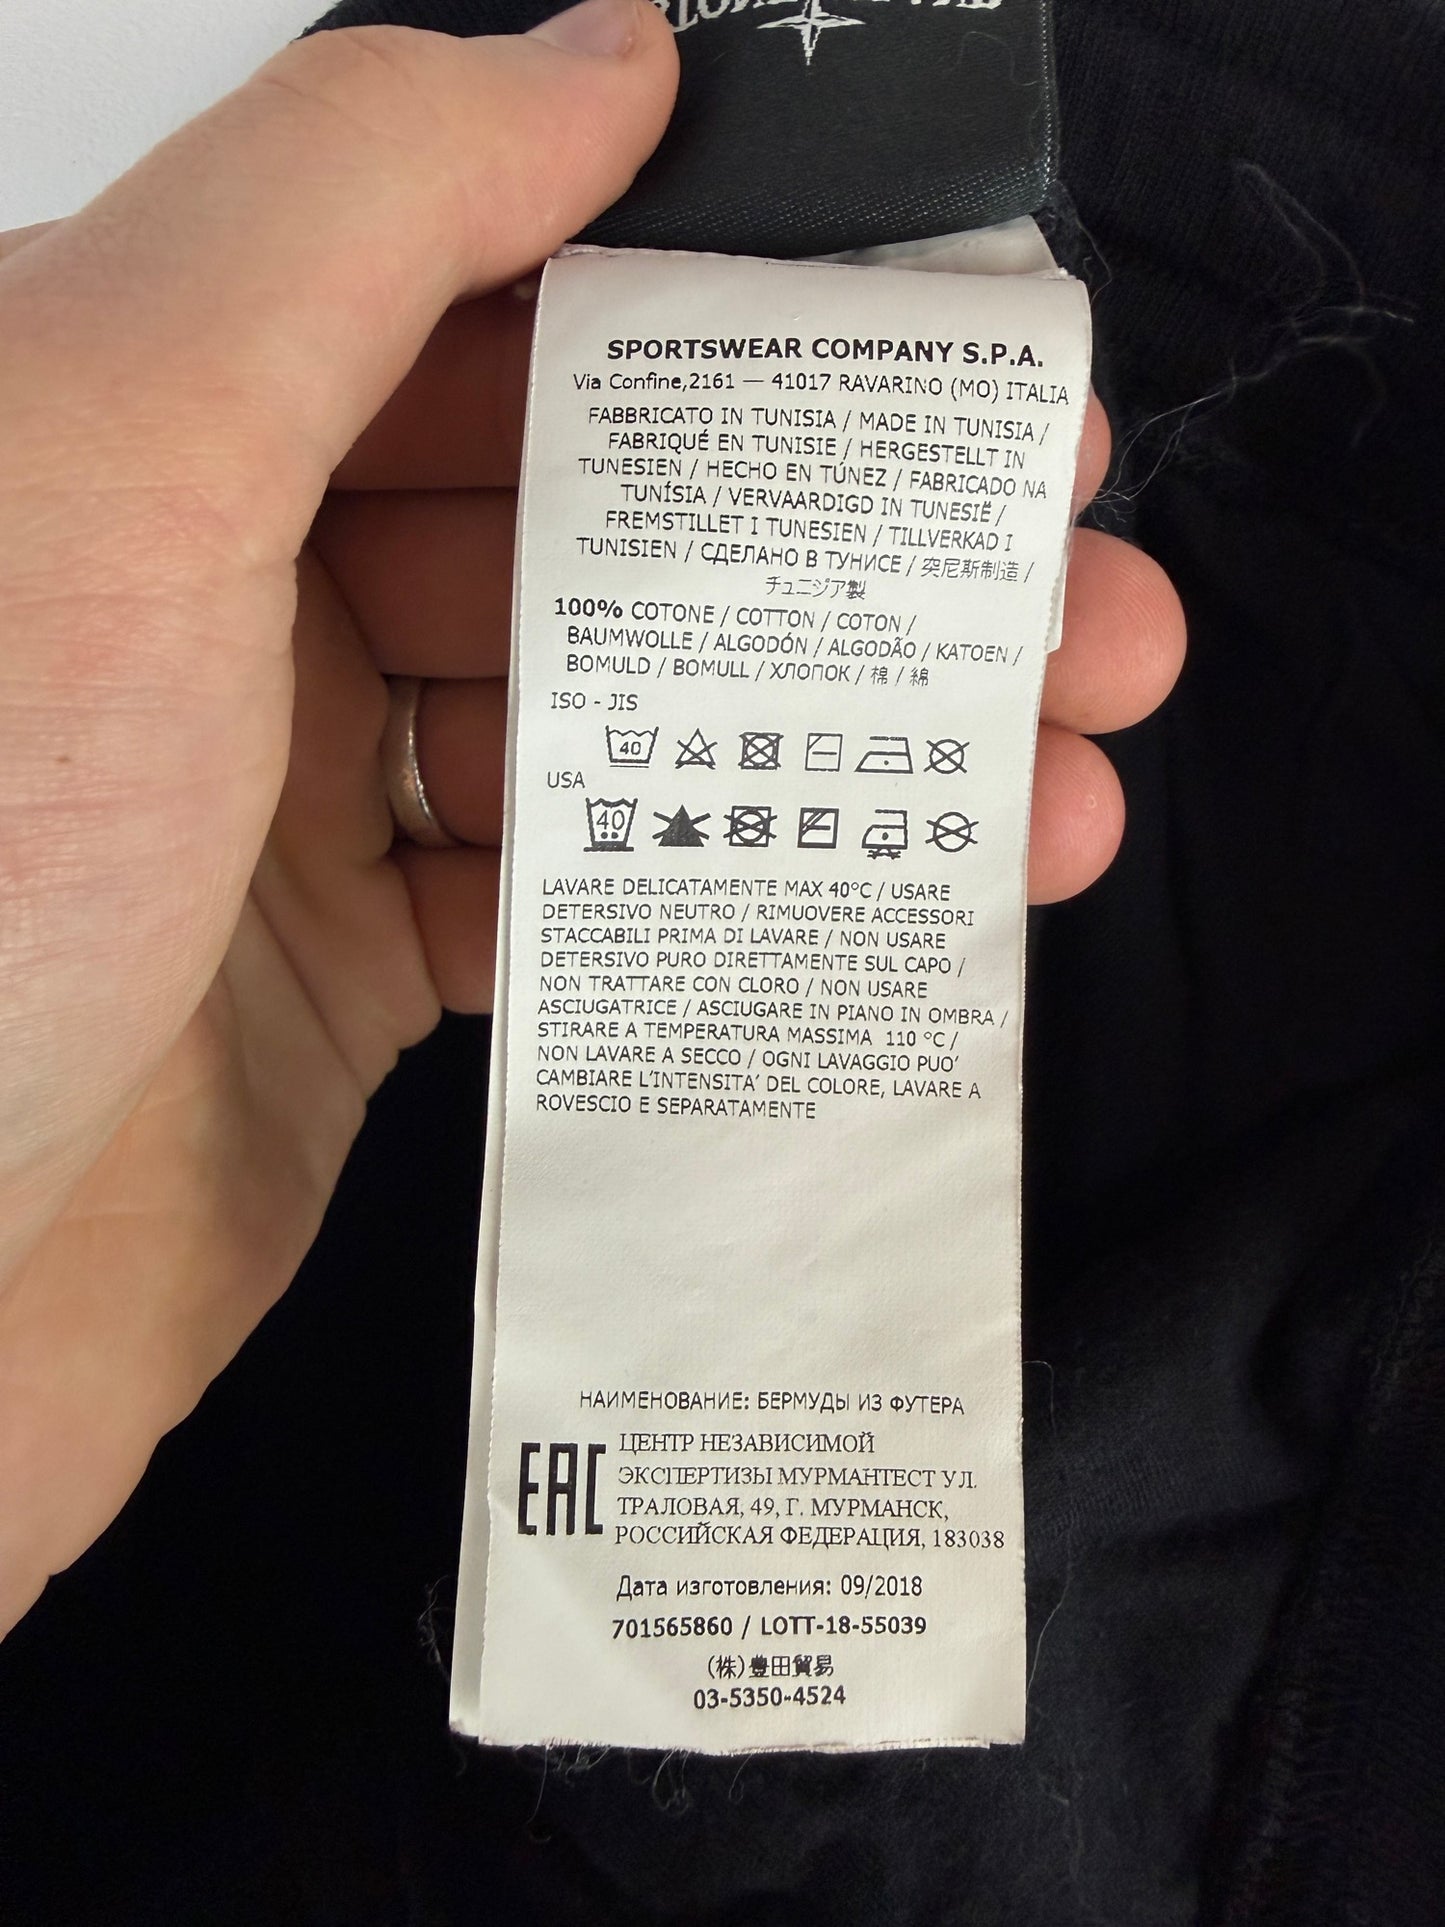 SPORTSWEAR COMPANY S.P.A.
Via Confine,2161 — 41017 RAVARINO (MO) ITALIA
FABBRICATO IN TUNISIA / MADE IN TUNISIA /
FABRIQUÉ EN TUNISIE / HERGESTELLT IN
TUNESIEN / HECHO EN TÚNEZ / FABRICADO NA
TUNÍSIA / VERVAARDIGD IN TUNESIË /
FREMSTILLET I TUNESIEN / TILLVERKAD I
TUNISIEN / СДЕЛАНО В ТУНИСЕ / 突尼斯制造 /
チュニジア製
100% COTONE / COTTON / COTON /
BAUMWOLLE / ALGODÓN / ALGODÃO / KATOEN /
BOMULD / BOMULL / ХЛОПОК / 棉 / 綿
ISO - JIS
40
USA
40
LAVARE DELICATAMENTE MAX 40°C / USARE
DETERSIVO NEUTRO / RIMUOVERE ACCESSORI
STACCABILI PRIMA DI LAVARE / NON USARE
DETERSIVO PURO DIRETTAMENTE SUL CAPO /
NON TRATTARE CON CLORO / NON USARE
ASCIUGATRICE / ASCIUGARE IN PIANO IN OMBRA /
STIRARE A TEMPERATURA MASSIMA 110 °C /
NON LAVARE A SECCO / OGNI LAVAGGIO PUO'
CAMBIARE L'INTENSITA' DEL COLORE, LAVARE A
ROVESCIO E SEPARATAMENTE
НАИМЕНОВАНИЕ: БЕРМУДЫ ИЗ ФУТЕРА
EAC ЦЕНТР НЕЗАВИСИМОЙ
ЭКСПЕРТИЗЫ МУРМАНТЕСТ УЛ.
ТРАЛОВАЯ, 49, Г. МУРМАНСК,
РОССИЙСКАЯ ФЕДЕРАЦИЯ, 183038
Дата изготовления: 09/2018
701565860 / LOTT-18-55039
(株)豊田貿易
03-5350-4524